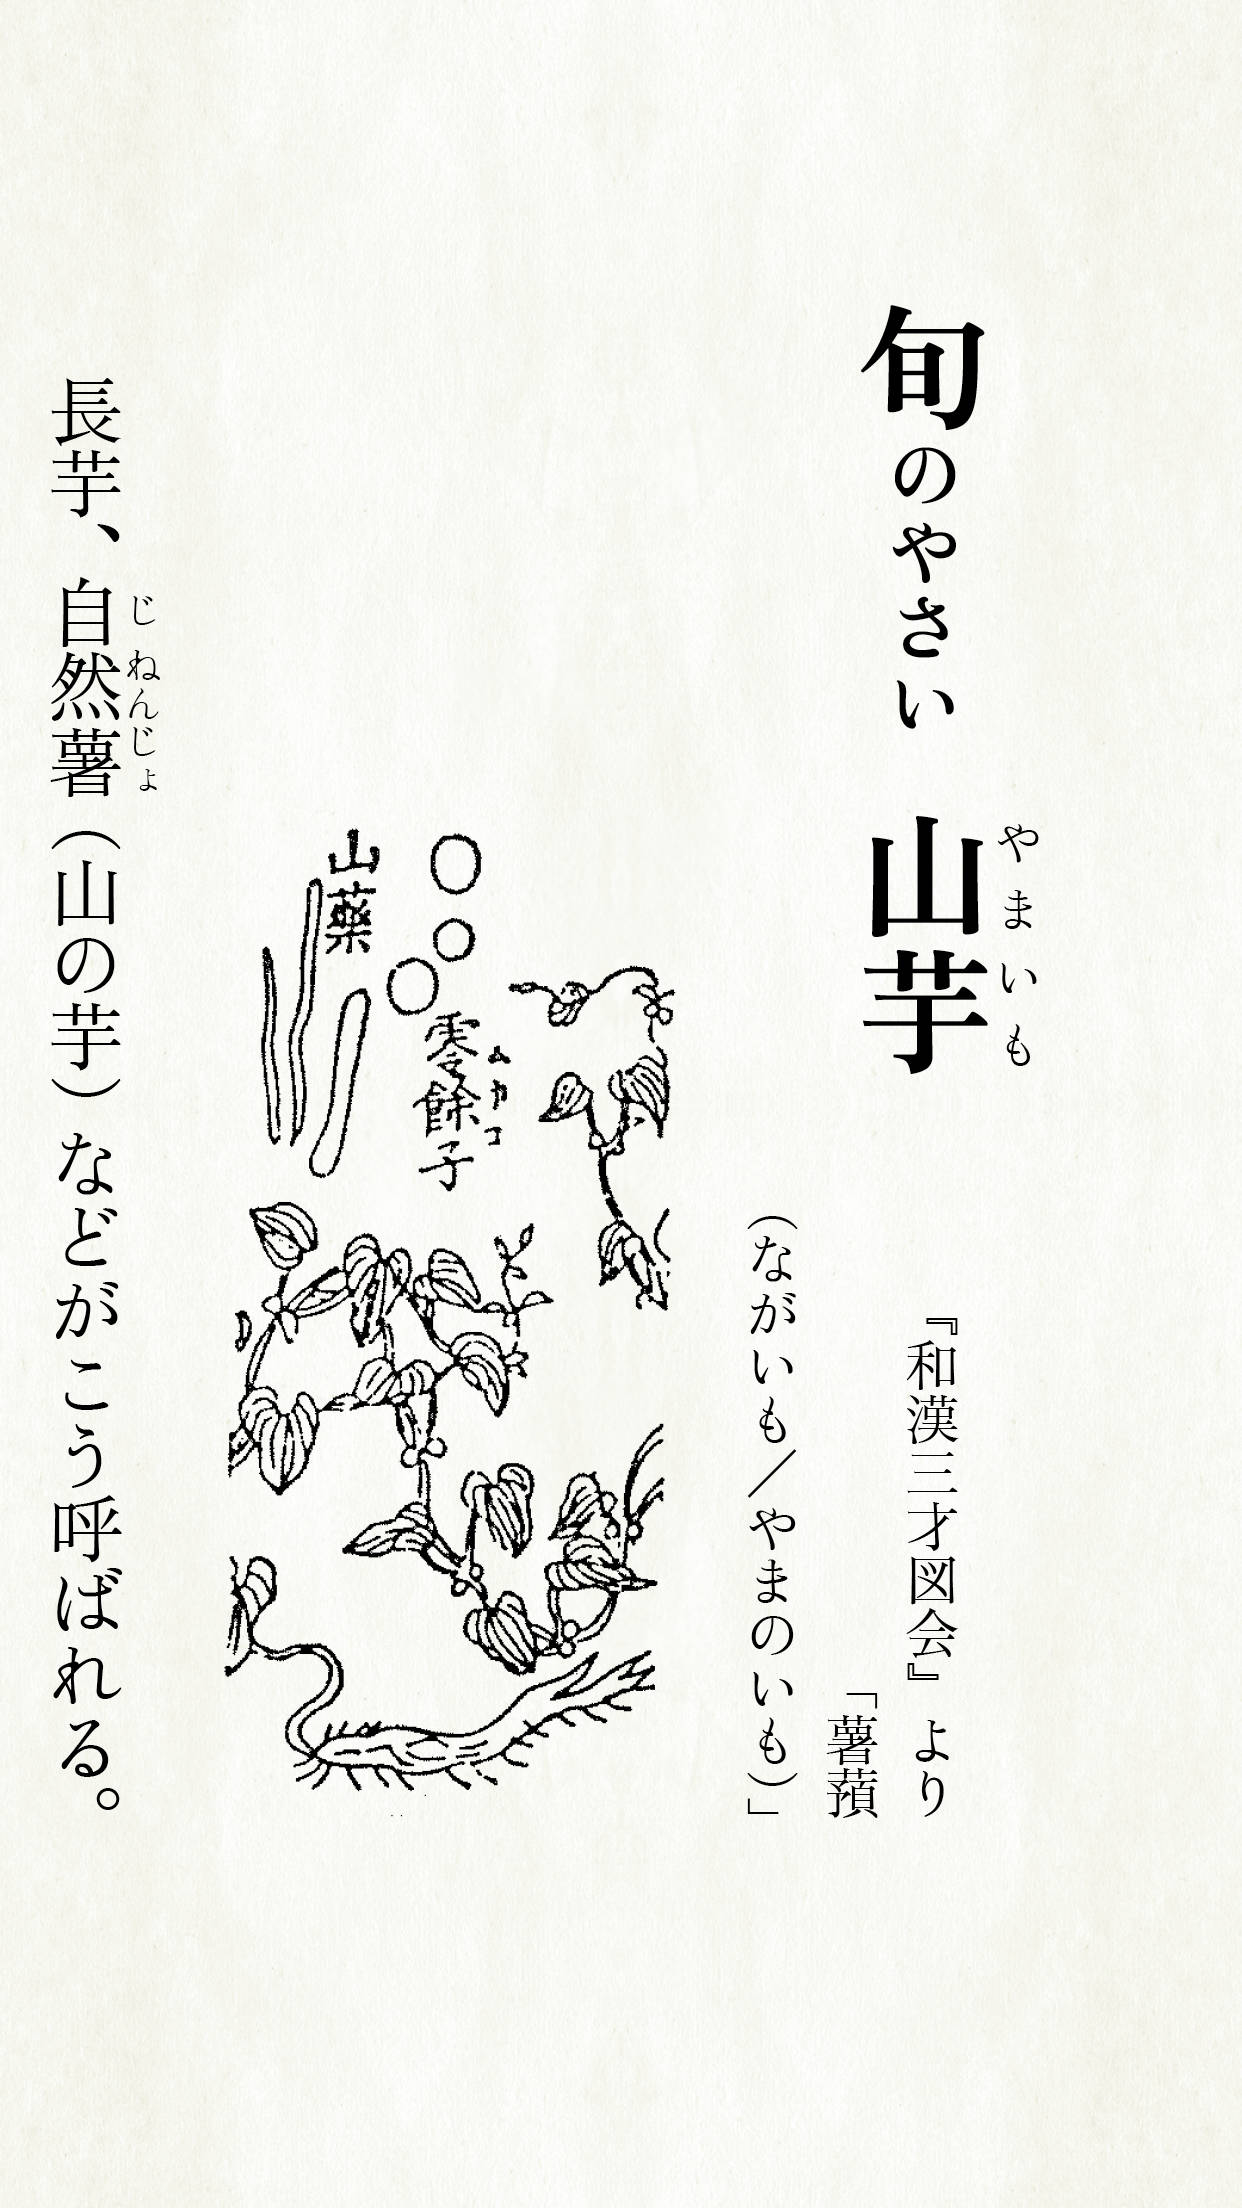 旬のやさい 山芋
やまいも
『和漢三才図会』より
「薯蕷
(ながいも/やまのいも)」
零餘子
ムカゴ
山藥
長芋、自然薯(山の芋)などがこう呼ばれる。
じねんじょ